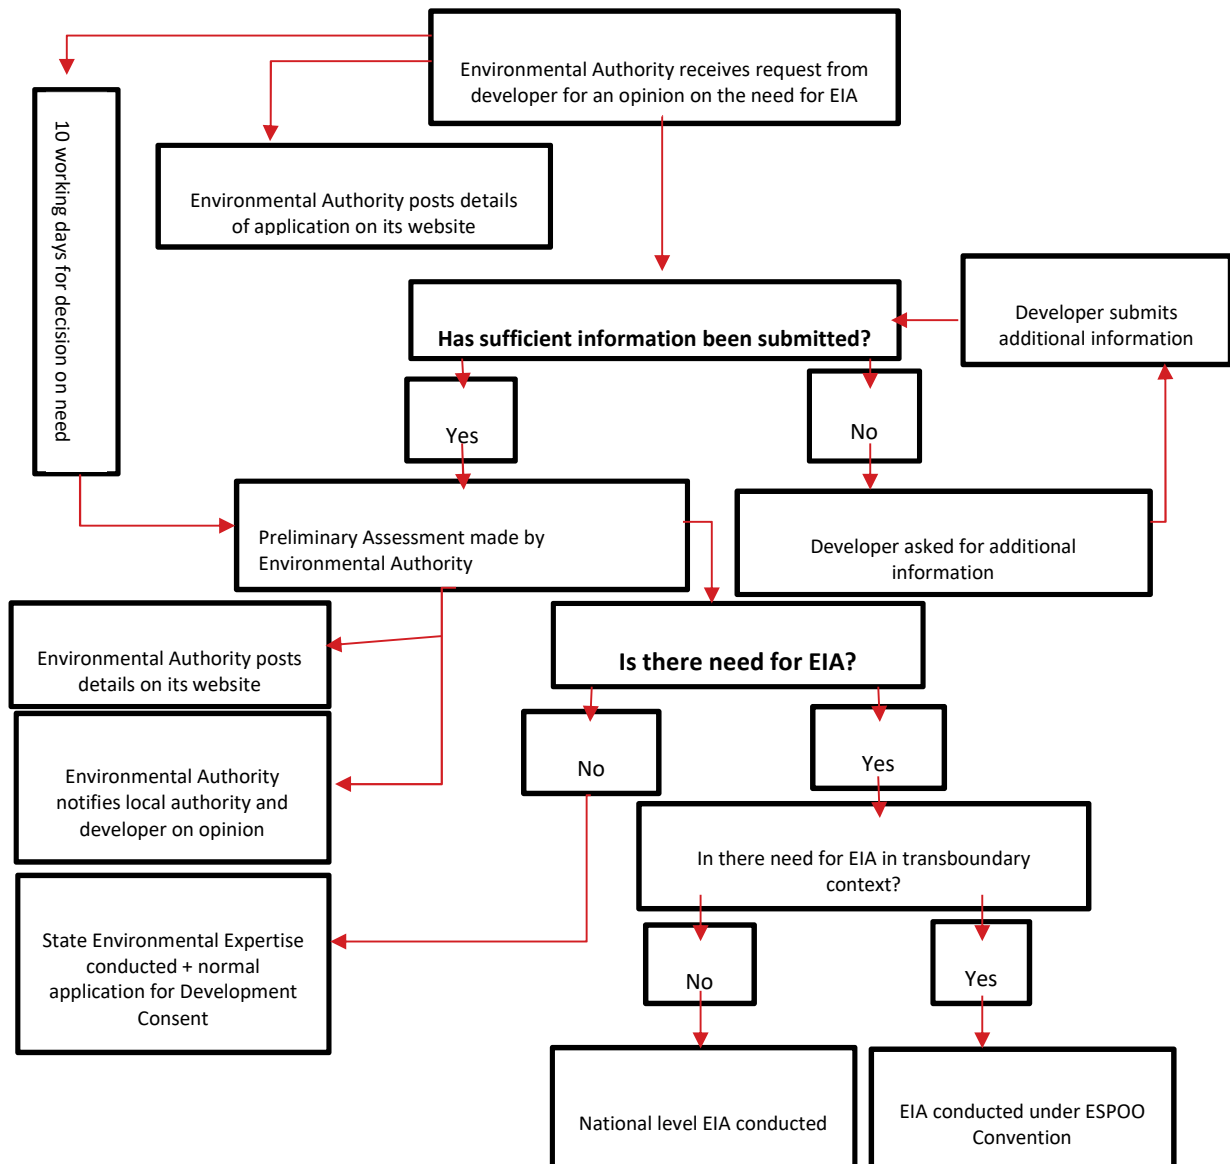 Environmental Authority receives request from
developer for an opinion on the need for EIA
10 working days for decision on need
Environmental Authority posts details
of application on its website
Has sufficient information been submitted?
Developer submits
additional information
Yes
No
Preliminary Assessment made by
Environmental Authority
Developer asked for additional
information
Environmental Authority posts
details on its website
Is there need for EIA?
Environmental Authority
notifies local authority and
developer on opinion
No
Yes
In there need for EIA in transboundary
context?
State Environmental Expertise
conducted + normal
application for Development
Consent
No
Yes
National level EIA conducted
EIA conducted under ESPOO
Convention